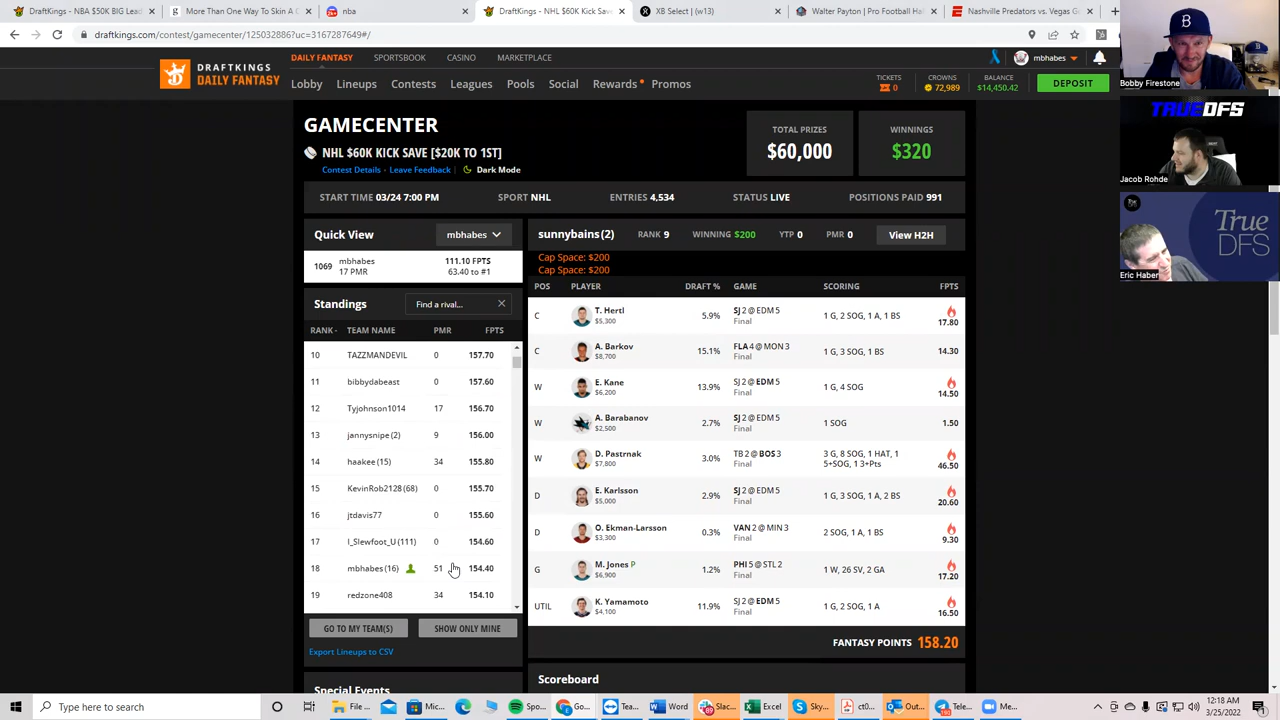 DraftKings - NBA $50K BIG Lead
More Than One Way To Skin A
nba
DraftKings - NHL $60K Kick Save
XB Select | (w13)
Walter Payton | Pro Football Hal
Nashville Predators vs. Vegas G
draftkings.com/contest/gamecenter/125032886?uc=3167287649#/
DRAFTKINGS
DAILY FANTASY
DAILY FANTASY SPORTSBOOK CASINO MARKETPLACE
mbhabes
Lobby Lineups Contests Leagues Pools Social Rewards Promos
TICKETS 0
CROWNS 72,989
BALANCE $14,450.42
DEPOSIT
GAMECENTER
NHL $60K KICK SAVE [$20K TO 1ST]
Contest Details Leave Feedback Dark Mode
TOTAL PRIZES
$60,000
WINNINGS
$320
START TIME 03/24 7:00 PM SPORT NHL ENTRIES 4,534 STATUS LIVE POSITIONS PAID 991
Quick View mbhabes
1069 mbhabes 111.10 FPTS
17 PMR 63.40 to #1
Standings Find a rival...
RANK TEAM NAME PMR FPTS
10 TAZZMANDEVIL 0 157.70
11 bibbydabeast 0 157.60
12 Tyjohnson1014 17 156.70
13 jannysnipe (2) 9 156.00
14 haakee (15) 34 155.80
15 KevinRob2128 (68) 0 155.70
16 jtdavis77 0 155.60
17 I_Slewfoot_U (111) 0 154.60
18 mbhabes (16) 51 154.40
19 redzone408 34 154.10
GO TO MY TEAM(S) SHOW ONLY MINE
Export Lineups to CSV
Special Events
sunnybains (2) RANK 9 WINNING $200 YTP 0 PMR 0 View H2H
Cap Space: $200
Cap Space: $200
POS PLAYER DRAFT % GAME SCORING FPTS
C T. Hertl $5,300 5.9% SJ 2 @ EDM 5 Final 1 G, 2 SOG, 1 A, 1 BS 17.80
C A. Barkov $8,700 15.1% FLA 4 @ MON 3 Final 1 G, 3 SOG, 1 BS 14.30
W E. Kane $6,200 13.9% SJ 2 @ EDM 5 Final 1 G, 4 SOG 14.50
W A. Barabanov $2,500 2.7% SJ 2 @ EDM 5 Final 1 SOG 1.50
W D. Pastrnak $7,800 3.0% TB 2 @ BOS 3 Final 3 G, 8 SOG, 1 HAT, 1 5+SOG, 1 3+Pts 46.50
D E. Karlsson $5,000 2.9% SJ 2 @ EDM 5 Final 1 G, 3 SOG, 1 A, 2 BS 20.60
D O. Ekman-Larsson $3,300 0.3% VAN 2 @ MIN 3 Final 2 SOG, 1 A, 1 BS 9.30
G M. Jones P $6,900 1.2% PHI 5 @ STL 2 Final 1 W, 26 SV, 2 GA 17.20
UTIL K. Yamamoto $4,100 11.9% SJ 2 @ EDM 5 Final 1 G, 2 SOG, 1 A 16.50
FANTASY POINTS 158.20
Scoreboard
B
Bobby Firestone
TRUEDFS
Jacob Rohde
True
DFS
Eric Haber
Type here to search
File ...
Mic...
Spo...
Go...
Tea...
Word
Slac...
Excel
Sky...
ct0...
Out...
Tele...
Me...
12:18 AM
3/25/2022